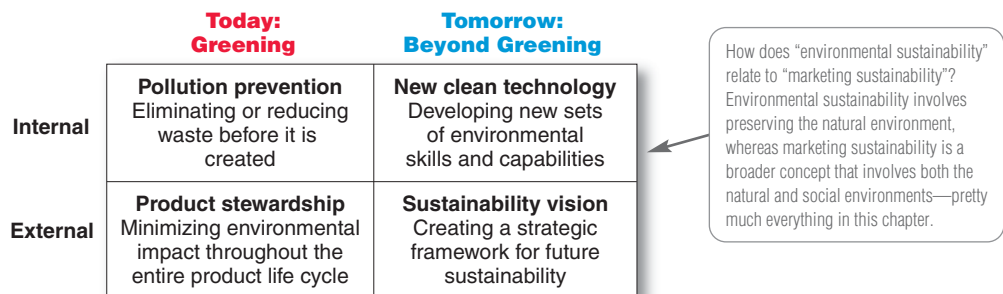 Today:
Greening
Tomorrow:
Beyond Greening
Internal
Pollution prevention
Eliminating or reducing
waste before it is
created
New clean technology
Developing new sets
of environmental
skills and capabilities
External
Product stewardship
Minimizing environmental
impact throughout the
entire product life cycle
Sustainability vision
Creating a strategic
framework for future
sustainability
How does “environmental sustainability”
relate to “marketing sustainability”?
Environmental sustainability involves
preserving the natural environment,
whereas marketing sustainability is a
broader concept that involves both the
natural and social environments—pretty
much everything in this chapter.